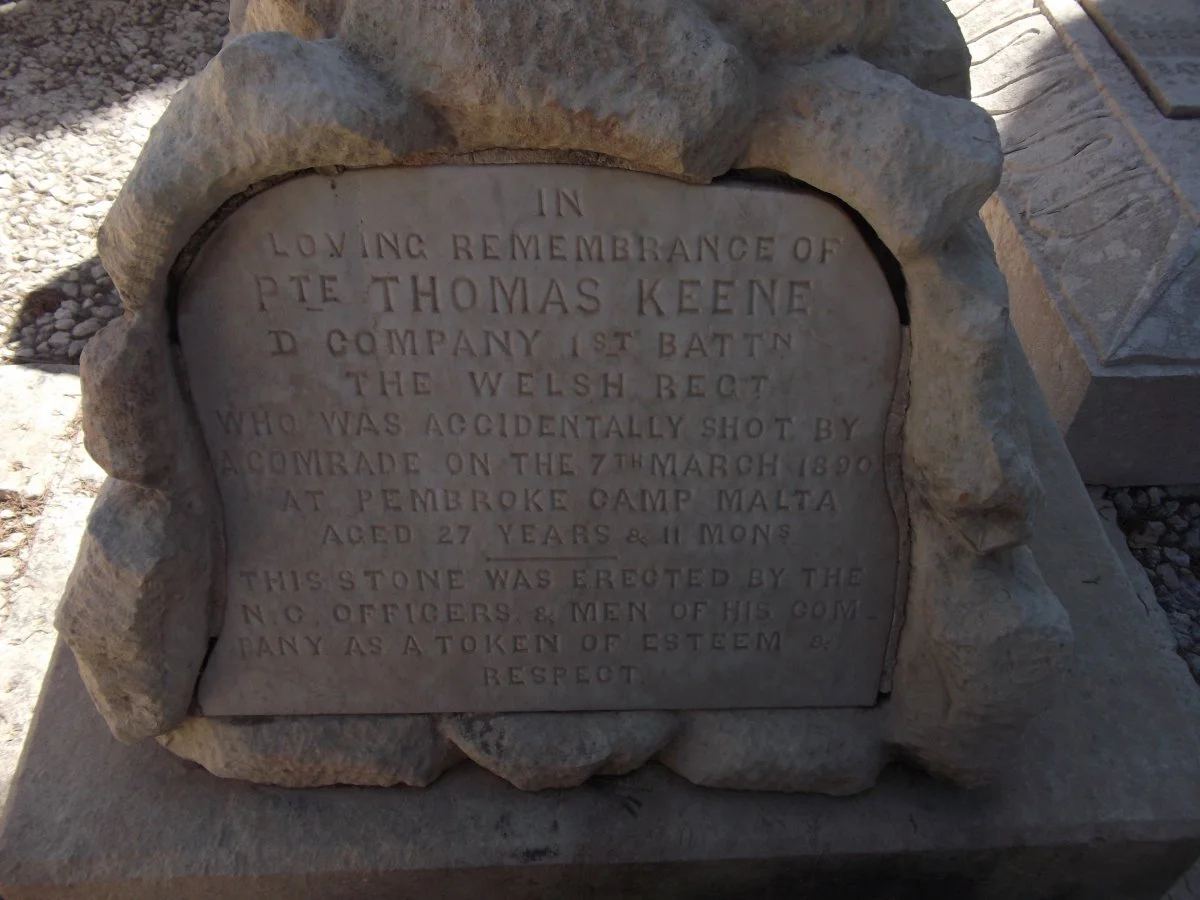 IN
LOVING REMEMBRANCE OF
PTE THOMAS KEENE.
D COMPANY 1ST BATTN
THE WELSH REGT
WHO WAS ACCIDENTALLY SHOT BY
A COMRADE ON THE 7TH MARCH 1890
AT PEMBROKE CAMP MALTA
AGED 27 YEARS & 11 MONS
THIS STONE WAS ERECTED BY THE
N.C. OFFICERS. & MEN OF HIS COM-
PANY AS A TOKEN OF ESTEEM &
RESPECT.